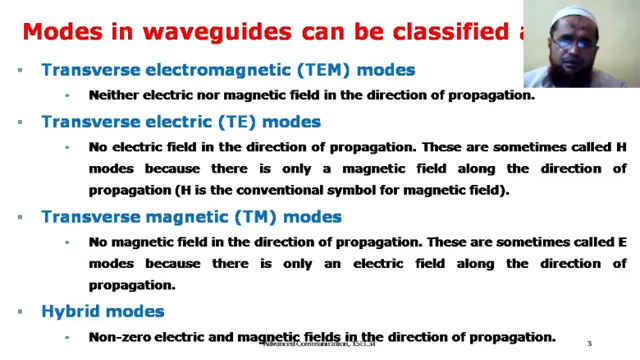 Modes in waveguides can be classified a
Transverse electromagnetic (TEM) modes
Neither electric nor magnetic field in the direction of propagation.
Transverse electric (TE) modes
No electric field in the direction of propagation. These are sometimes called H
modes because there is only a magnetic field along the direction of
propagation (H is the conventional symbol for magnetic field).
Transverse magnetic (TM) modes
No magnetic field in the direction of propagation. These are sometimes called E
modes because there is only an electric field along the direction of
propagation.
Hybrid modes
Non-zero electric and magnetic fields in the direction of propagation.
Advanced Communication,